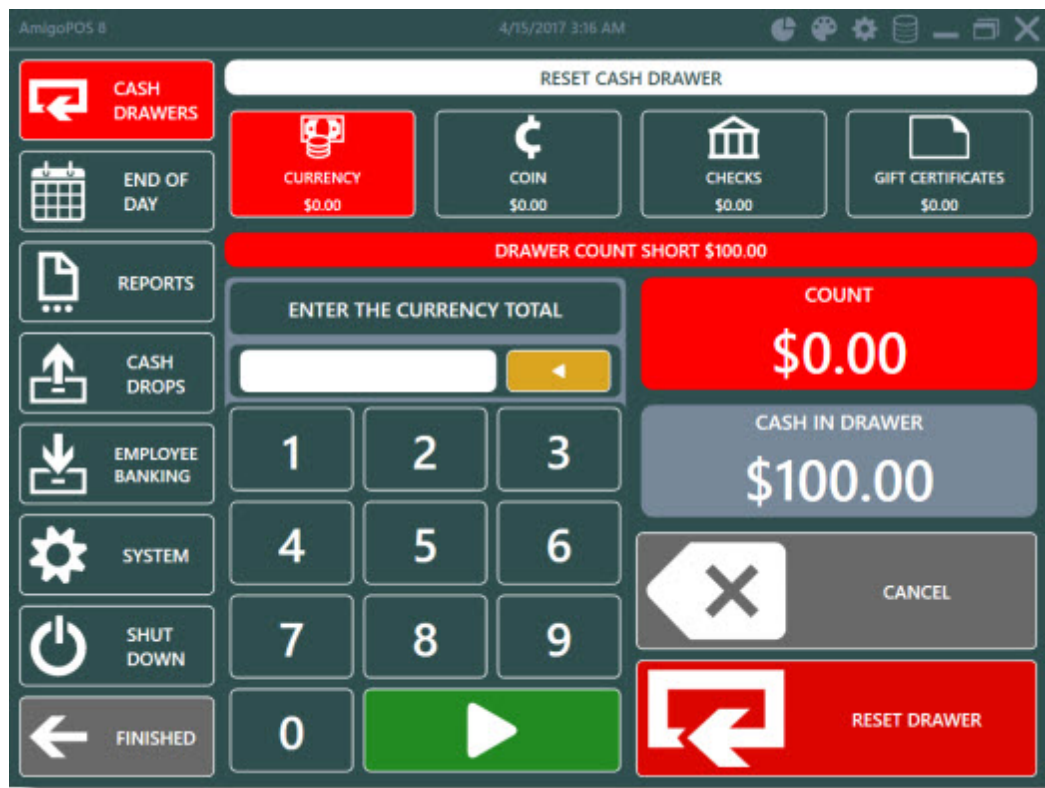 AmigoPOS 8
4/15/2017 3:16 AM
CASH
DRAWERS
END OF
DAY
REPORTS
CASH
DROPS
EMPLOYEE
BANKING
SYSTEM
SHUT
DOWN
FINISHED
RESET CASH DRAWER
CURRENCY
$0.00
¢
COIN
$0.00
CHECKS
$0.00
GIFT CERTIFICATES
$0.00
DRAWER COUNT SHORT $100.00
ENTER THE CURRENCY TOTAL
1 2 3
4 5 6
7 8 9
0
COUNT
$0.00
CASH IN DRAWER
$100.00
CANCEL
RESET DRAWER